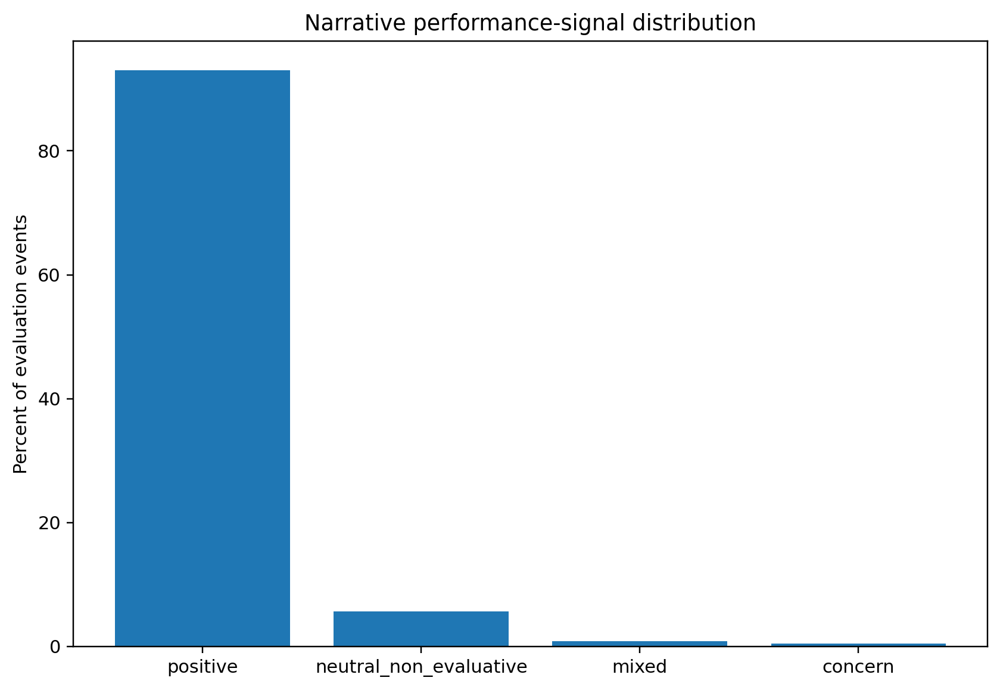 Narrative performance-signal distribution
Percent of evaluation events
80
60
40
20
0
positive
neutral_non_evaluative
mixed
concern